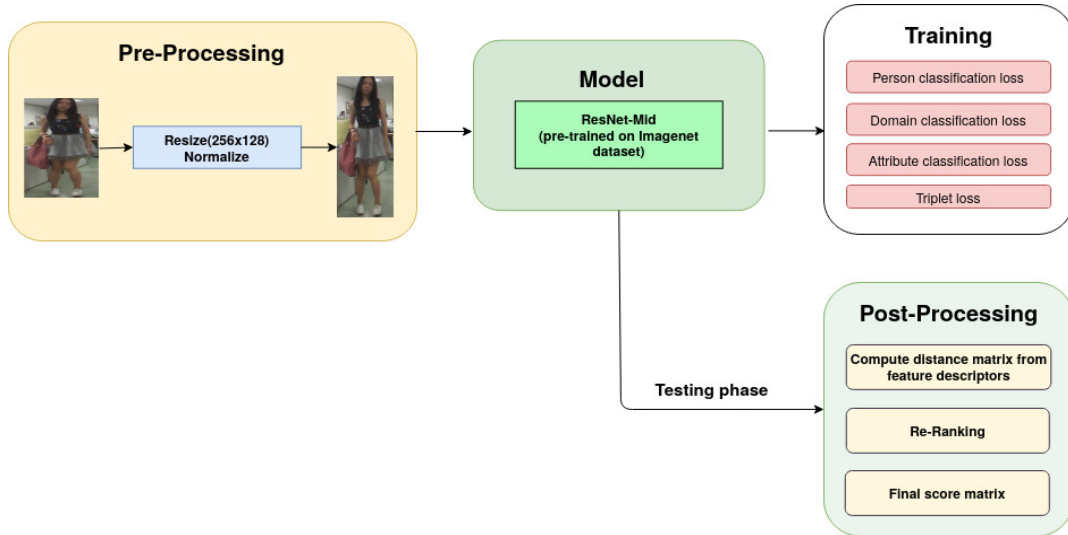 Pre-Processing
Resize(256x128)
Normalize
Model
ResNet-Mid
(pre-trained on Imagenet
dataset)
Training
Person classification loss
Domain classification loss
Attribute classification loss
Triplet loss
Testing phase
Post-Processing
Compute distance matrix from
feature descriptors
Re-Ranking
Final score matrix